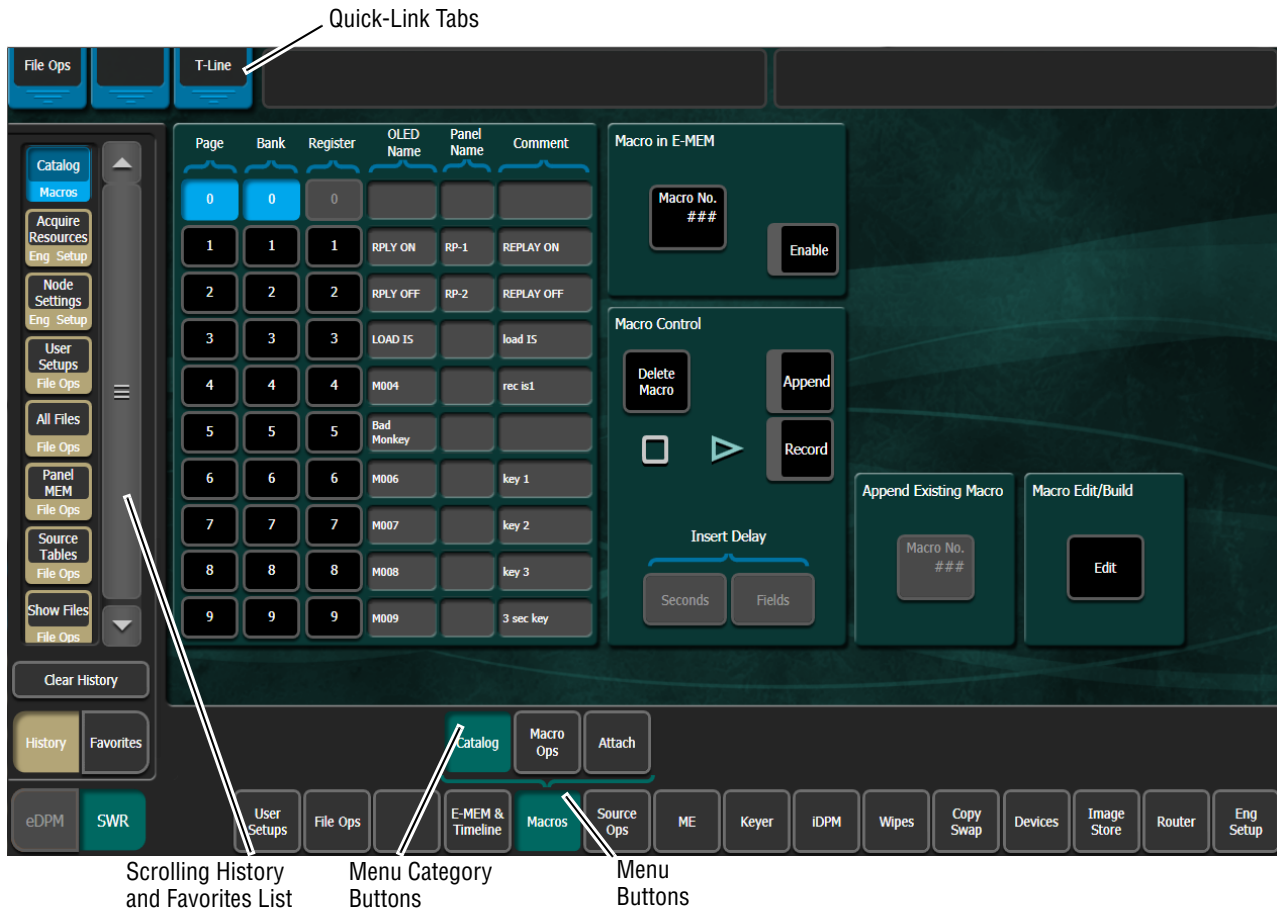 Quick-Link Tabs
File Ops
T-Line
Catalog
Macros
Acquire
Resources
Eng Setup
Node
Settings
Eng Setup
User
Setups
File Ops
All Files
File Ops
Panel
MEM
File Ops
Source
Tables
File Ops
Show Files
File Ops
Clear History
History
Favorites
Page Bank Register OLED Name Panel Name Comment
0 0 0
1 1 1 RPLY ON RP-1 REPLAY ON
2 2 2 RPLY OFF RP-2 REPLAY OFF
3 3 3 LOAD IS load IS
4 4 4 M004 rec is1
5 5 5 Bad Monkey
6 6 6 M006 key 1
7 7 7 M007 key 2
8 8 8 M008 key 3
9 9 9 M009 3 sec key
Macro in E-MEM
Macro No.
###
Enable
Macro Control
Delete
Macro
Append
Record
Insert Delay
Seconds
Fields
Append Existing Macro
Macro No.
###
Macro Edit/Build
Edit
Catalog
Macro
Ops
Attach
eDPM
SWR
User
Setups
File Ops
E-MEM &
Timeline
Macros
Source
Ops
ME
Keyer
iDPM
Wipes
Copy
Swap
Devices
Image
Store
Router
Eng
Setup
Scrolling History
and Favorites List
Menu Category
Buttons
Menu
Buttons